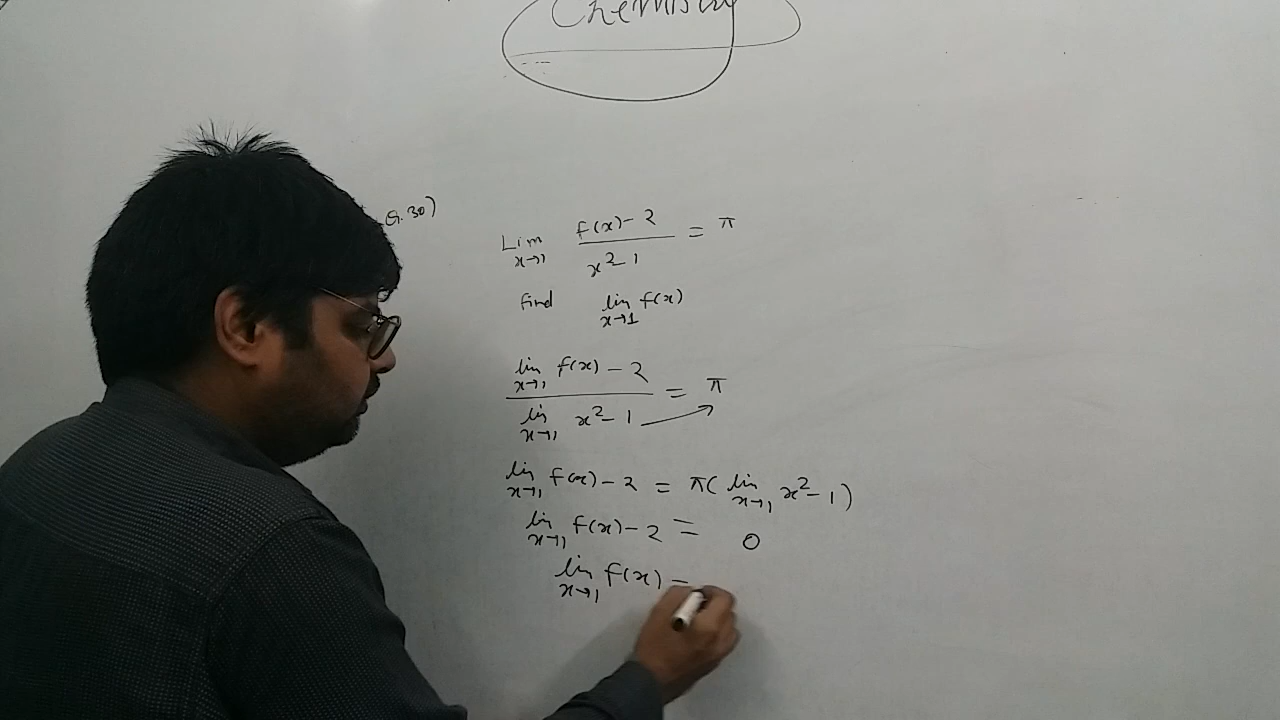 Chemistry
Q.30)
Lim x→1 f(x)-2 / x²-1 = π
find lim x→1 f(x)
lim x→1 f(x) - 2 / lim x→1 x²-1 = π
lim x→1 f(x) - 2 = π( lim x→1 x²-1 )
lim x→1 f(x) - 2 = 0
lim x→1 f(x) =